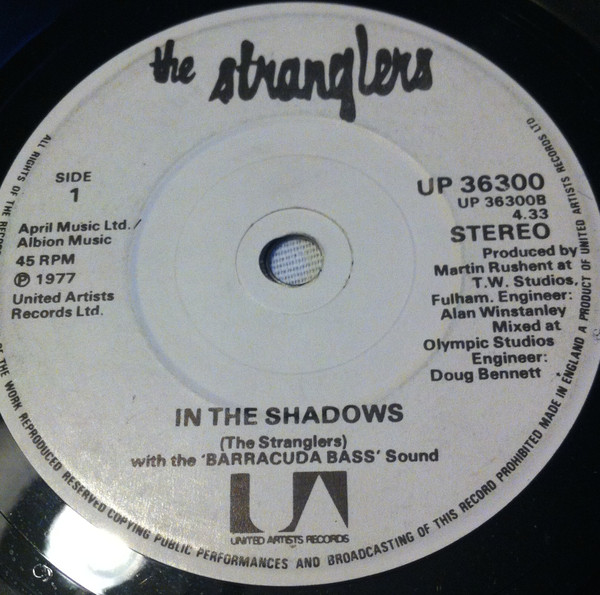 the stranglers
SIDE
1
April Music Ltd./
Albion Music
45 RPM
Ⓟ 1977
United Artists
Records Ltd.
UP 36300
UP 36300B
4.33
STEREO
Produced by
Martin Rushent at
T.W. Studios,
Fulham. Engineer:
Alan Winstanley
Mixed at
Olympic Studios
Engineer:
Doug Bennett
IN THE SHADOWS
(The Stranglers)
with the 'BARRACUDA BASS' Sound
UA
UNITED ARTISTS RECORDS
ALL RIGHTS OF THE RECORD
OF THE WORK REPRODUCED RESERVED COPYING PUBLIC PERFORMANCES AND BROADCASTING OF THIS RECORD PROHIBITED MADE IN ENGLAND A PRODUCT OF UNITED ARTISTS RECORDS LTD